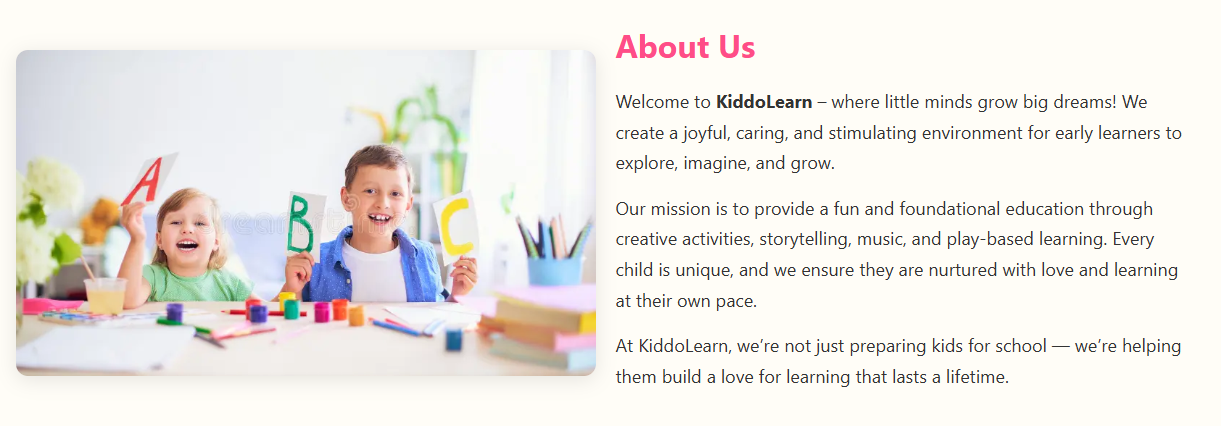 About Us
Welcome to KiddoLearn – where little minds grow big dreams! We
create a joyful, caring, and stimulating environment for early learners to
explore, imagine, and grow.
Our mission is to provide a fun and foundational education through
creative activities, storytelling, music, and play-based learning. Every
child is unique, and we ensure they are nurtured with love and learning
at their own pace.
At KiddoLearn, we’re not just preparing kids for school — we’re helping
them build a love for learning that lasts a lifetime.
A
B
C